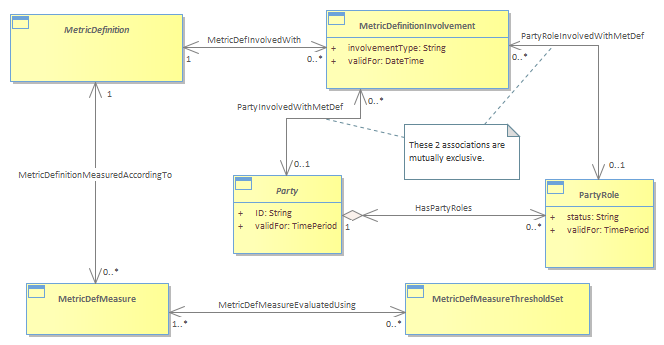 MetricDefinition
MetricDefInvolvedWith
1
0..*
MetricDefinitionInvolvement
+ involvementType: String
+ validFor: DateTime
PartyRoleInvolvedWithMetDef
0..*
1
PartyInvolvedWithMetDef
0..*
These 2 associations are
mutually exclusive.
0..1
0..1
MetricDefinitionMeasuredAccordingTo
Party
+ ID: String
+ validFor: TimePeriod
HasPartyRoles
1
0..*
PartyRole
+ status: String
+ validFor: TimePeriod
0..*
MetricDefMeasure
MetricDefMeasureEvaluatedUsing
1..*
0..*
MetricDefMeasureThresholdSet